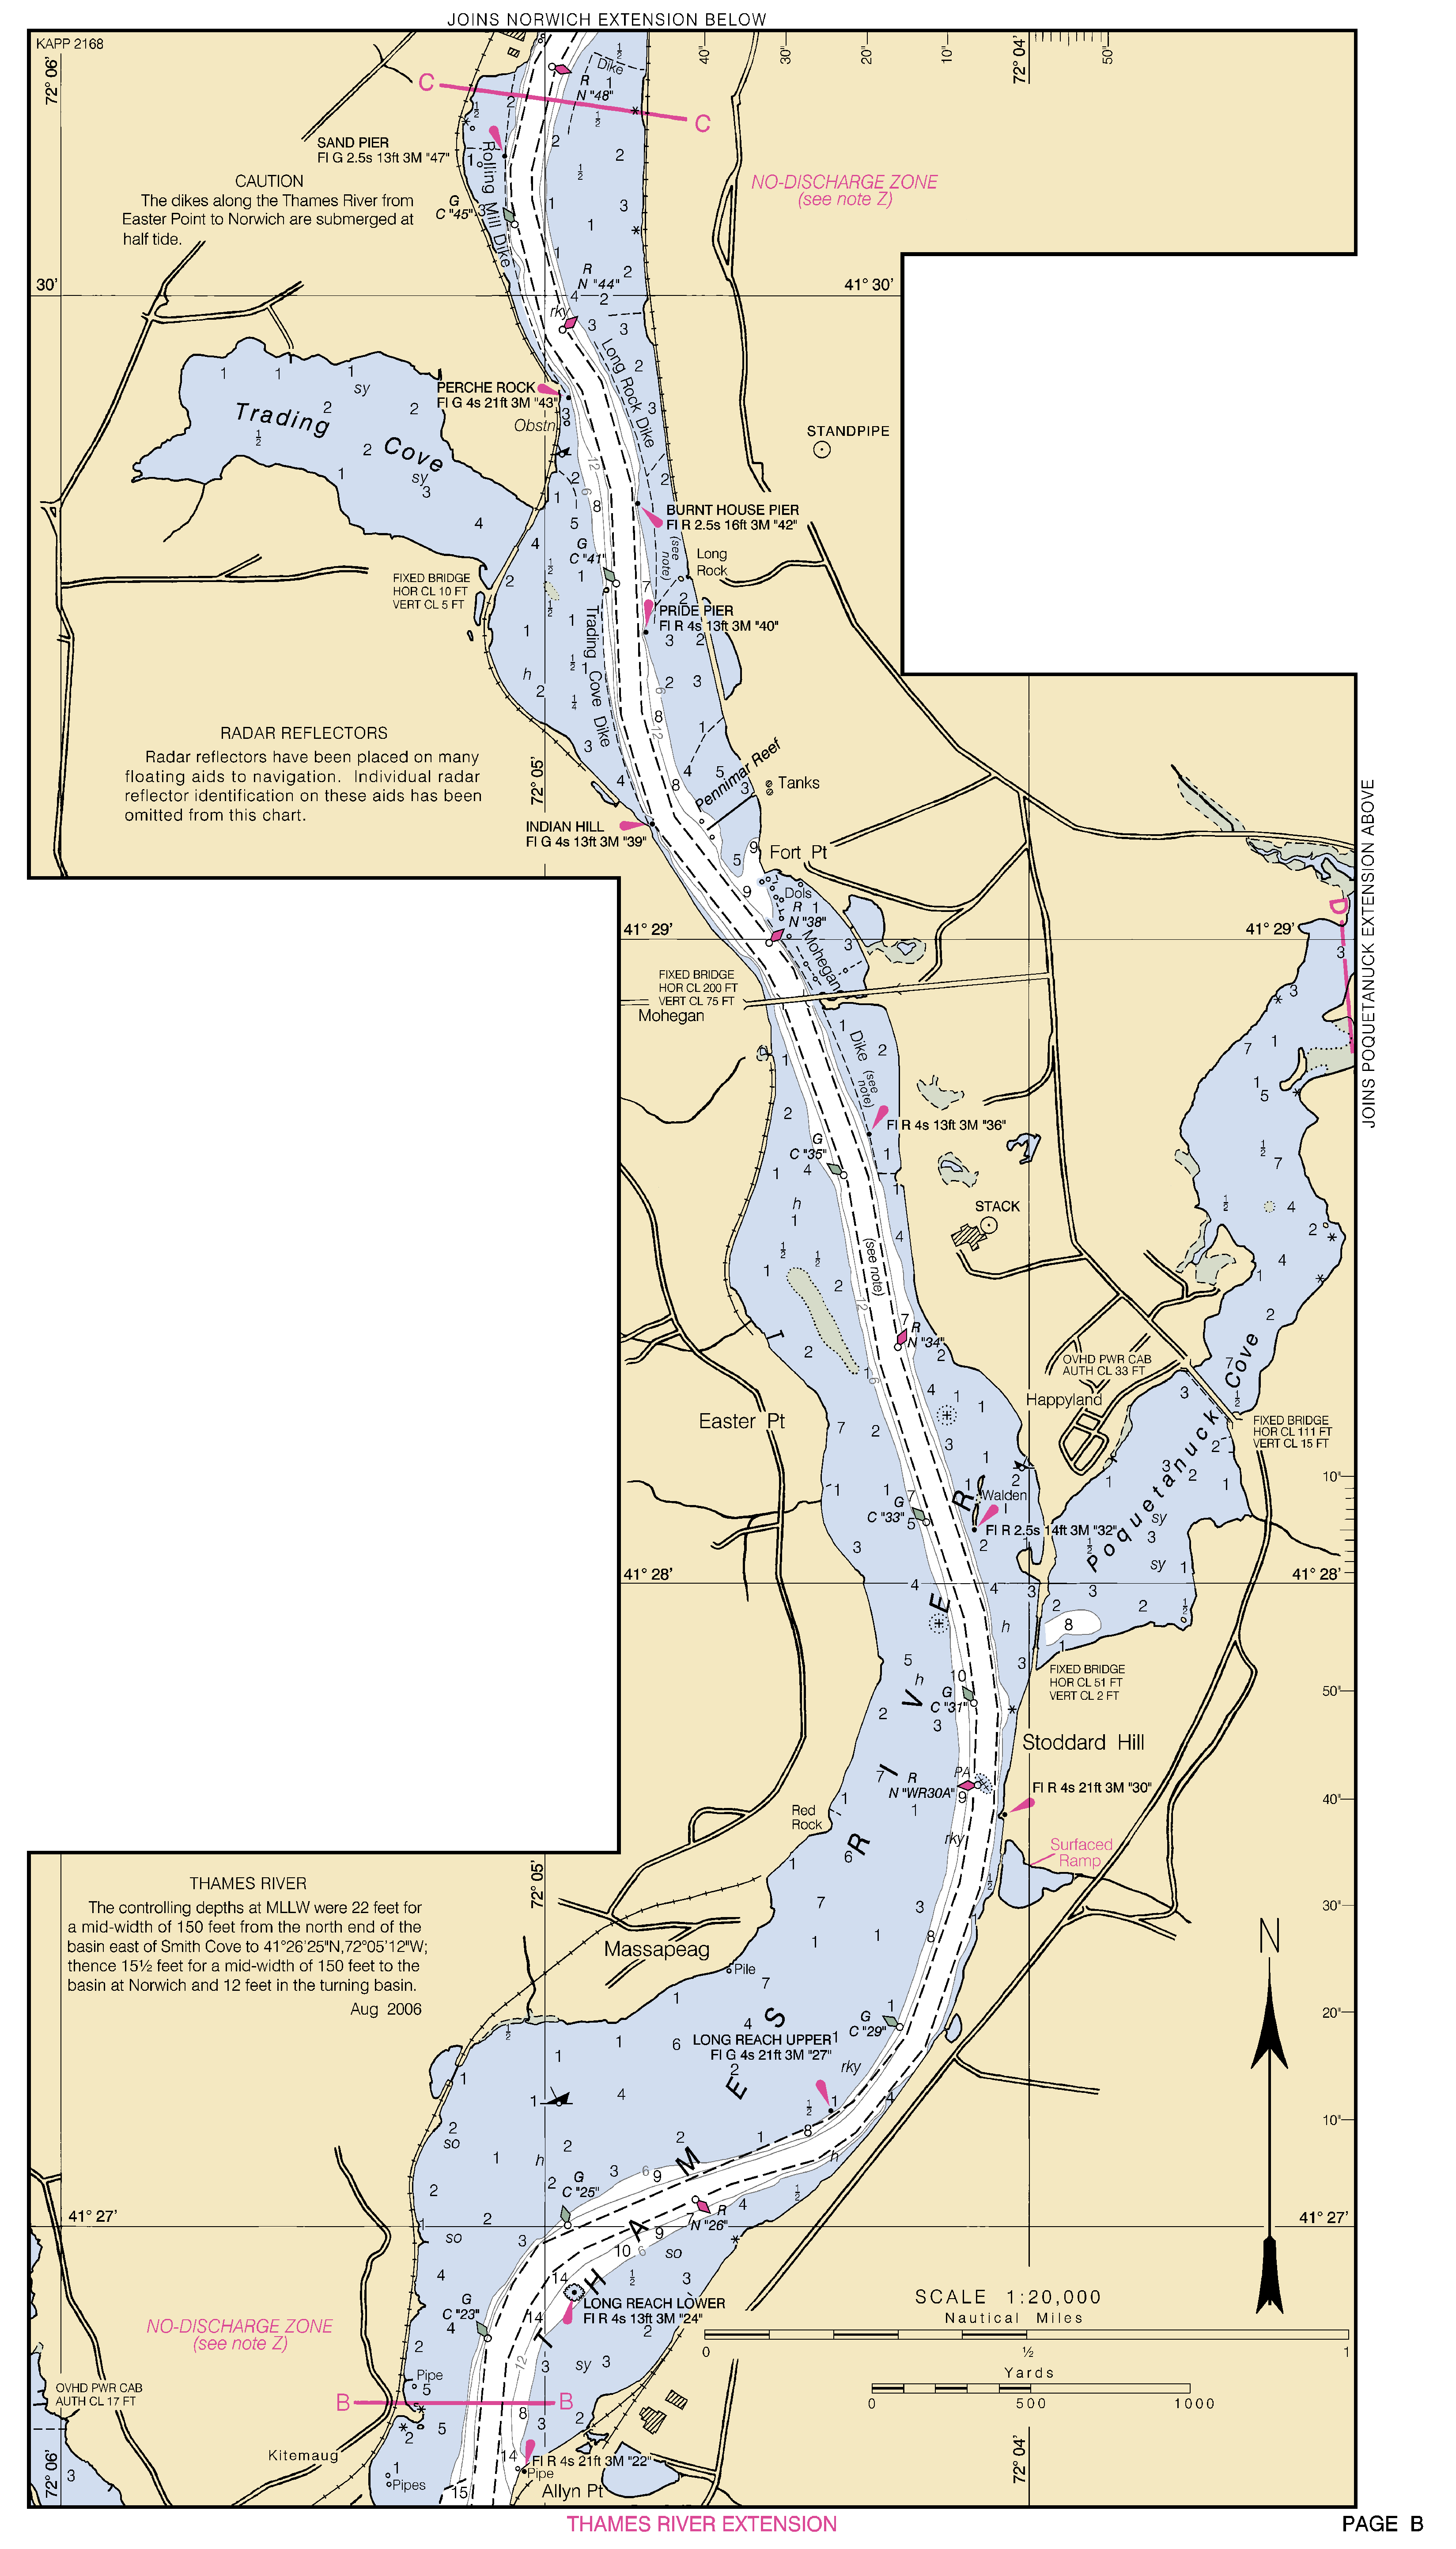 JOINS NORWICH EXTENSION BELOW
KAPP 2168
72° 06'
40"
30"
20"
10"
72° 04'
50"
C
C
Dike
R
N "48"
SAND PIER
Fl G 2.5s 13ft 3M "47"
CAUTION
The dikes along the Thames River from
Easter Point to Norwich are submerged at
half tide.
Rolling Mill Dike
G
C "45"
NO-DISCHARGE ZONE
(see note Z)
R
N "44"
30'
41° 30'
rky
Long Rock Dike
PERCHE ROCK
Fl G 4s 21ft 3M "43"
Obstn
Trading Cove
sy
sy
STANDPIPE
BURNT HOUSE PIER
Fl R 2.5s 16ft 3M "42"
(see note)
Long
Rock
G
C "41"
FIXED BRIDGE
HOR CL 10 FT
VERT CL 5 FT
PRIDE PIER
Fl R 4s 13ft 3M "40"
Trading Cove Dike
h
RADAR REFLECTORS
Radar reflectors have been placed on many
floating aids to navigation. Individual radar
reflector identification on these aids has been
omitted from this chart.
72° 05'
Pennimar Reef
Tanks
INDIAN HILL
Fl G 4s 13ft 3M "39"
Fort Pt
Dols
R
N "38"
Mohegan
41° 29'
41° 29'
JOINS POQUETANUCK EXTENSION ABOVE
D
FIXED BRIDGE
HOR CL 200 FT
VERT CL 75 FT
Mohegan
Dike
(see note)
Fl R 4s 13ft 3M "36"
G
C "35"
h
STACK
(see note)
R
N "34"
OVHD PWR CAB
AUTH CL 33 FT
Happyland
Easter Pt
Poquetanuck Cove
FIXED BRIDGE
HOR CL 111 FT
VERT CL 15 FT
10"
Walden
I
G
C "33"
Fl R 2.5s 14ft 3M "32"
sy
sy
41° 28'
41° 28'
h
h
FIXED BRIDGE
HOR CL 51 FT
VERT CL 2 FT
50"
G
C "31"
Stoddard Hill
PA
R
N "WR30A"
Fl R 4s 21ft 3M "30"
40"
Red
Rock
rky
Surfaced
Ramp
THAMES RIVER
THAMES RIVER
The controlling depths at MLLW were 22 feet for
a mid-width of 150 feet from the north end of the
basin east of Smith Cove to 41°26'25"N,72°05'12"W;
thence 15½ feet for a mid-width of 150 feet to the
basin at Norwich and 12 feet in the turning basin.
Aug 2006
72° 05'
30"
N
Massapeag
Pile
20"
G
C "29"
LONG REACH UPPER
Fl G 4s 21ft 3M "27"
rky
10"
so
h
h
G
C "25"
R
N "26"
41° 27'
41° 27'
so
so
G
C "23"
LONG REACH LOWER
Fl R 4s 13ft 3M "24"
sy
NO-DISCHARGE ZONE
(see note Z)
SCALE 1:20,000
Nautical Miles
0 ½ 1
Yards
0 500 1000
Pipe
OVHD PWR CAB
AUTH CL 17 FT
B
B
Kitemaug
Fl R 4s 21ft 3M "22"
Pipe
Pipes
Allyn Pt
72° 06'
72° 04'
THAMES RIVER EXTENSION
PAGE B